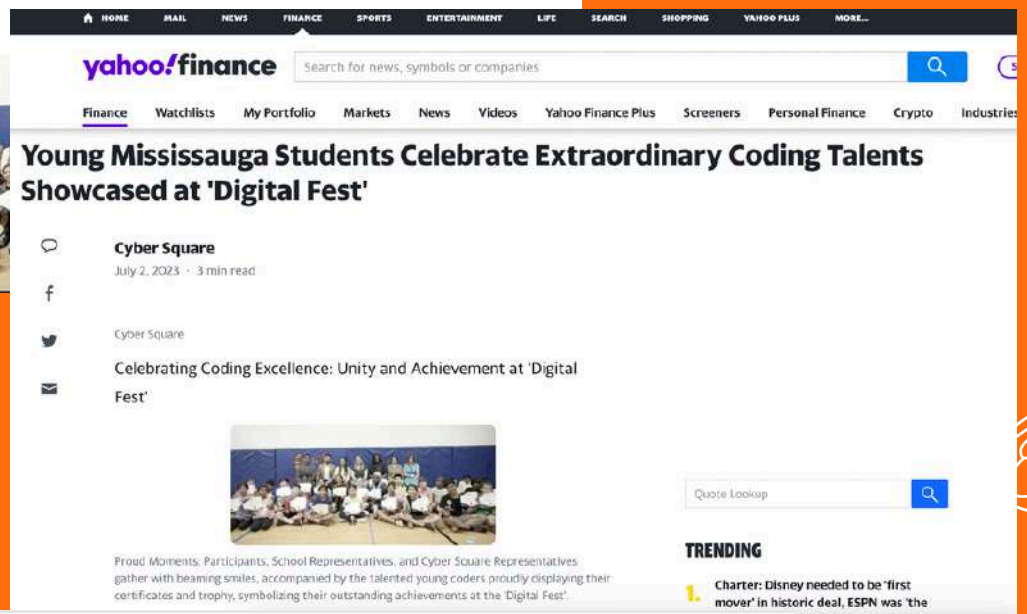 HOME MAIL NEWS FINANCE SPORTS ENTERTAINMENT LIFE SEARCH SHOPPING YAHOO PLUS MORE...
yahoo!finance Search for news, symbols or companies
Finance Watchlists My Portfolio Markets News Videos Yahoo Finance Plus Screeners Personal Finance Crypto Industries
Young Mississauga Students Celebrate Extraordinary Coding Talents
Showcased at 'Digital Fest'
Cyber Square
July 2, 2023 · 3 min read
Cyber Square
Celebrating Coding Excellence: Unity and Achievement at 'Digital
Fest'
Proud Moments: Participants, School Representatives, and Cyber Square Representatives
gather with beaming smiles, accompanied by the talented young coders proudly displaying their
certificates and trophy, symbolizing their outstanding achievements at the 'Digital Fest'.
Quote Lookup
TRENDING
1. Charter: Disney needed to be 'first
mover' in historic deal, ESPN was 'the